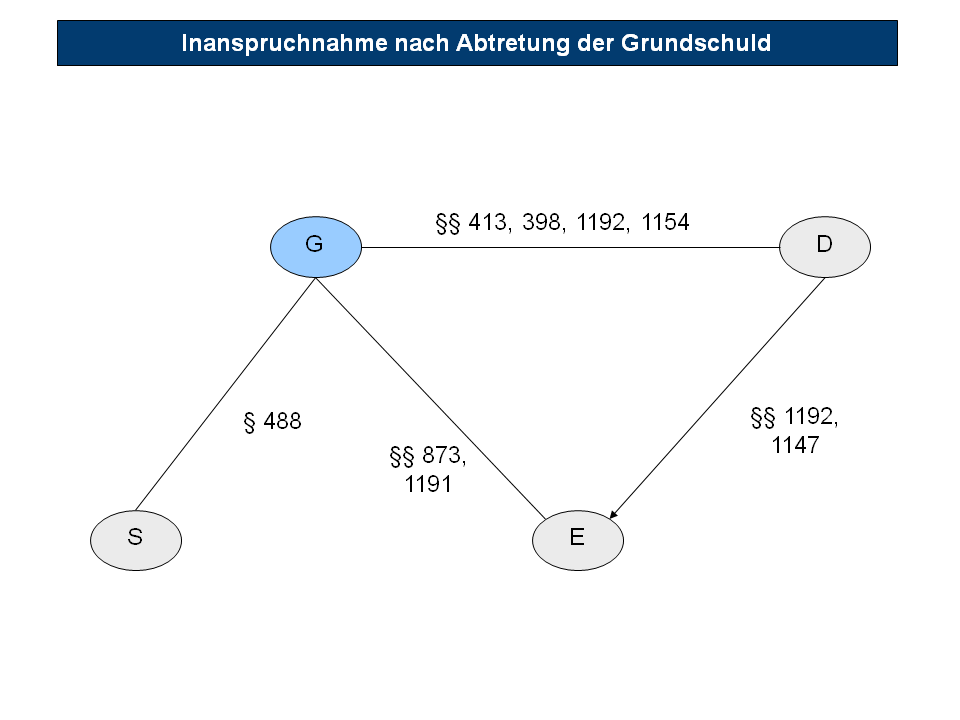 Inanspruchnahme nach Abtretung der Grundschuld
§§ 413, 398, 1192, 1154
G
D
§ 488
§§ 1192,
1147
§§ 873,
1191
S
E